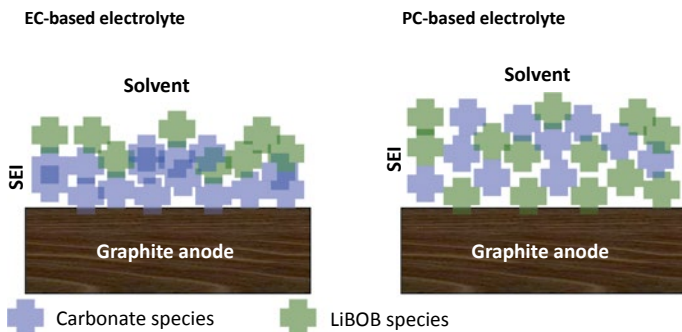 EC-based electrolyte
PC-based electrolyte
Solvent
Solvent
SEI
SEI
Graphite anode
Graphite anode
Carbonate species
LiBOB species